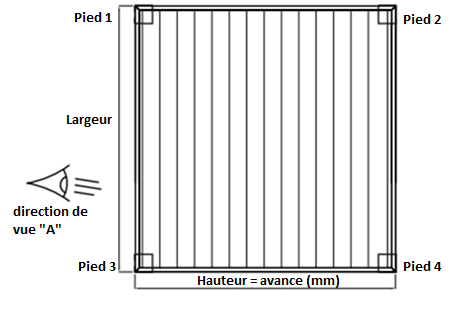 Pied 1
Pied 2
Largeur
direction de
vue "A"
Pied 3
Pied 4
Hauteur = avance (mm)